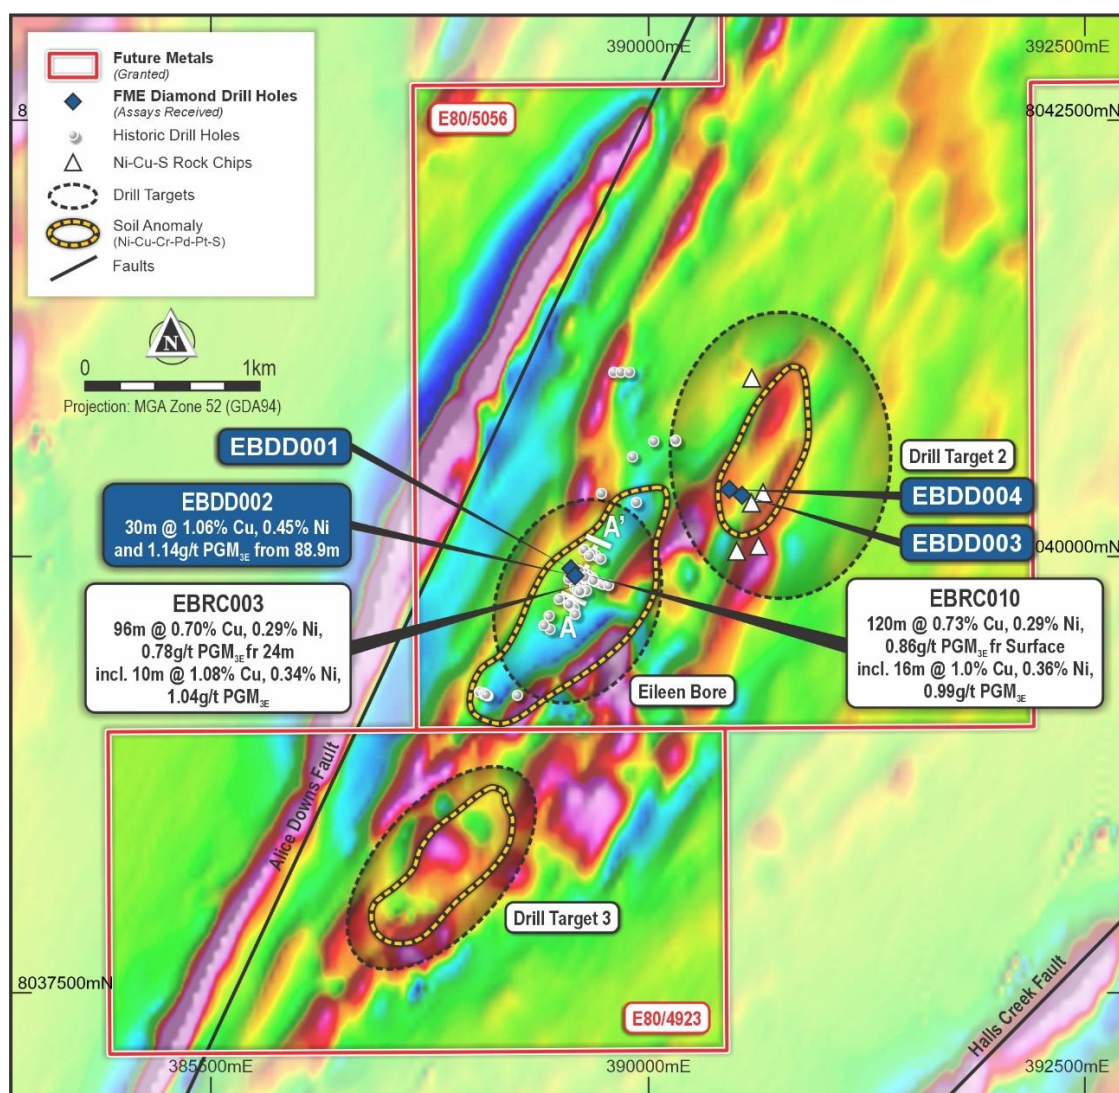 390000mE
392500mE
Future Metals
(Granted)
FME Diamond Drill Holes
(Assays Received)
Historic Drill Holes
Ni-Cu-S Rock Chips
Drill Targets
Soil Anomaly
(Ni-Cu-Cr-Pd-Pt-S)
Faults
8
E80/5056
8042500mN
N
0
1km
Projection: MGA Zone 52 (GDA94)
EBDD001
EBDD002
30m @ 1.06% Cu, 0.45% Ni
and 1.14g/t PGM3E from 88.9m
EBRC003
96m @ 0.70% Cu, 0.29% Ni,
0.78g/t PGM3E fr 24m
incl. 10m @ 1.08% Cu, 0.34% Ni,
1.04g/t PGM3E
A'
A
Drill Target 2
EBDD004
EBDD003
040000mN
EBRC010
120m @ 0.73% Cu, 0.29% Ni,
0.86g/t PGM3E fr Surface
incl. 16m @ 1.0% Cu, 0.36% Ni,
0.99g/t PGM3E
Eileen Bore
Alice Downs Fault
Drill Target 3
8037500mN
E80/4923
Halls Creek Fault
385500mE
390000mE
392500mE